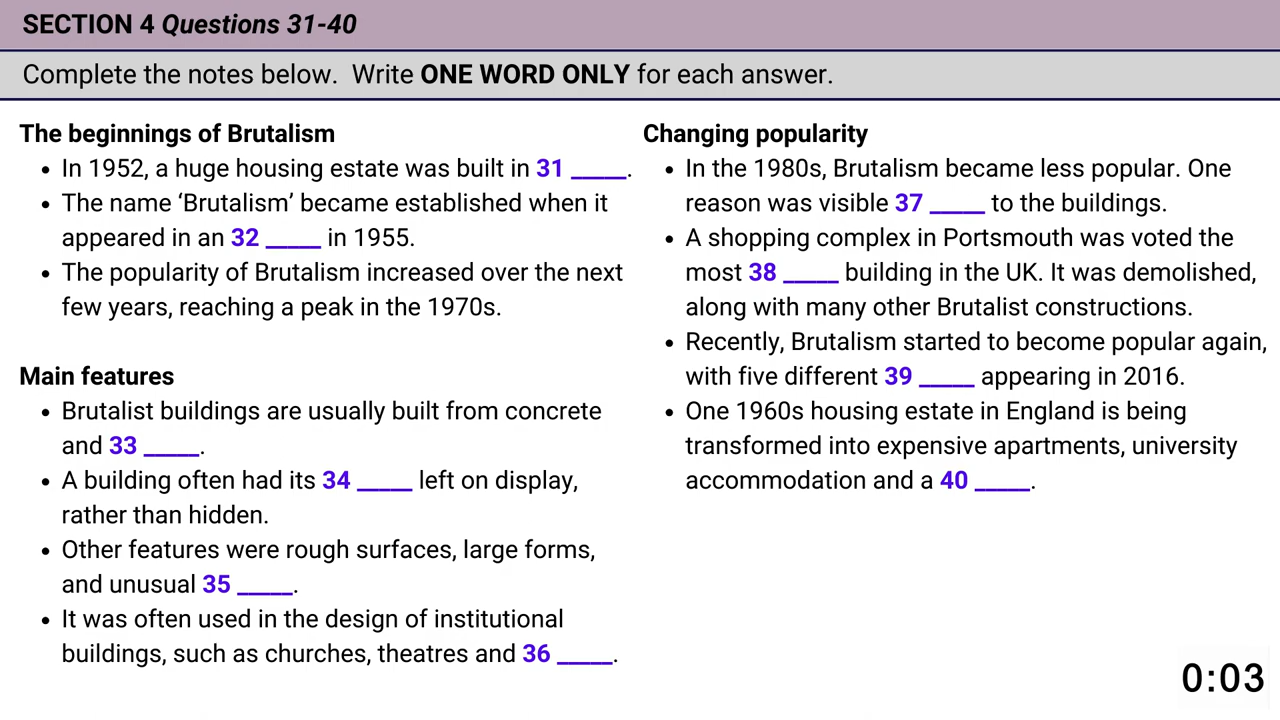 SECTION 4 Questions 31-40
Complete the notes below. Write ONE WORD ONLY for each answer.
The beginnings of Brutalism
• In 1952, a huge housing estate was built in 31 _____.
• The name ‘Brutalism’ became established when it
appeared in an 32 _____ in 1955.
• The popularity of Brutalism increased over the next
few years, reaching a peak in the 1970s.
Main features
• Brutalist buildings are usually built from concrete
and 33 _____.
• A building often had its 34 _____ left on display,
rather than hidden.
• Other features were rough surfaces, large forms,
and unusual 35 _____.
• It was often used in the design of institutional
buildings, such as churches, theatres and 36 _____.
Changing popularity
• In the 1980s, Brutalism became less popular. One
reason was visible 37 _____ to the buildings.
• A shopping complex in Portsmouth was voted the
most 38 _____ building in the UK. It was demolished,
along with many other Brutalist constructions.
• Recently, Brutalism started to become popular again,
with five different 39 _____ appearing in 2016.
• One 1960s housing estate in England is being
transformed into expensive apartments, university
accommodation and a 40 _____.
0:03